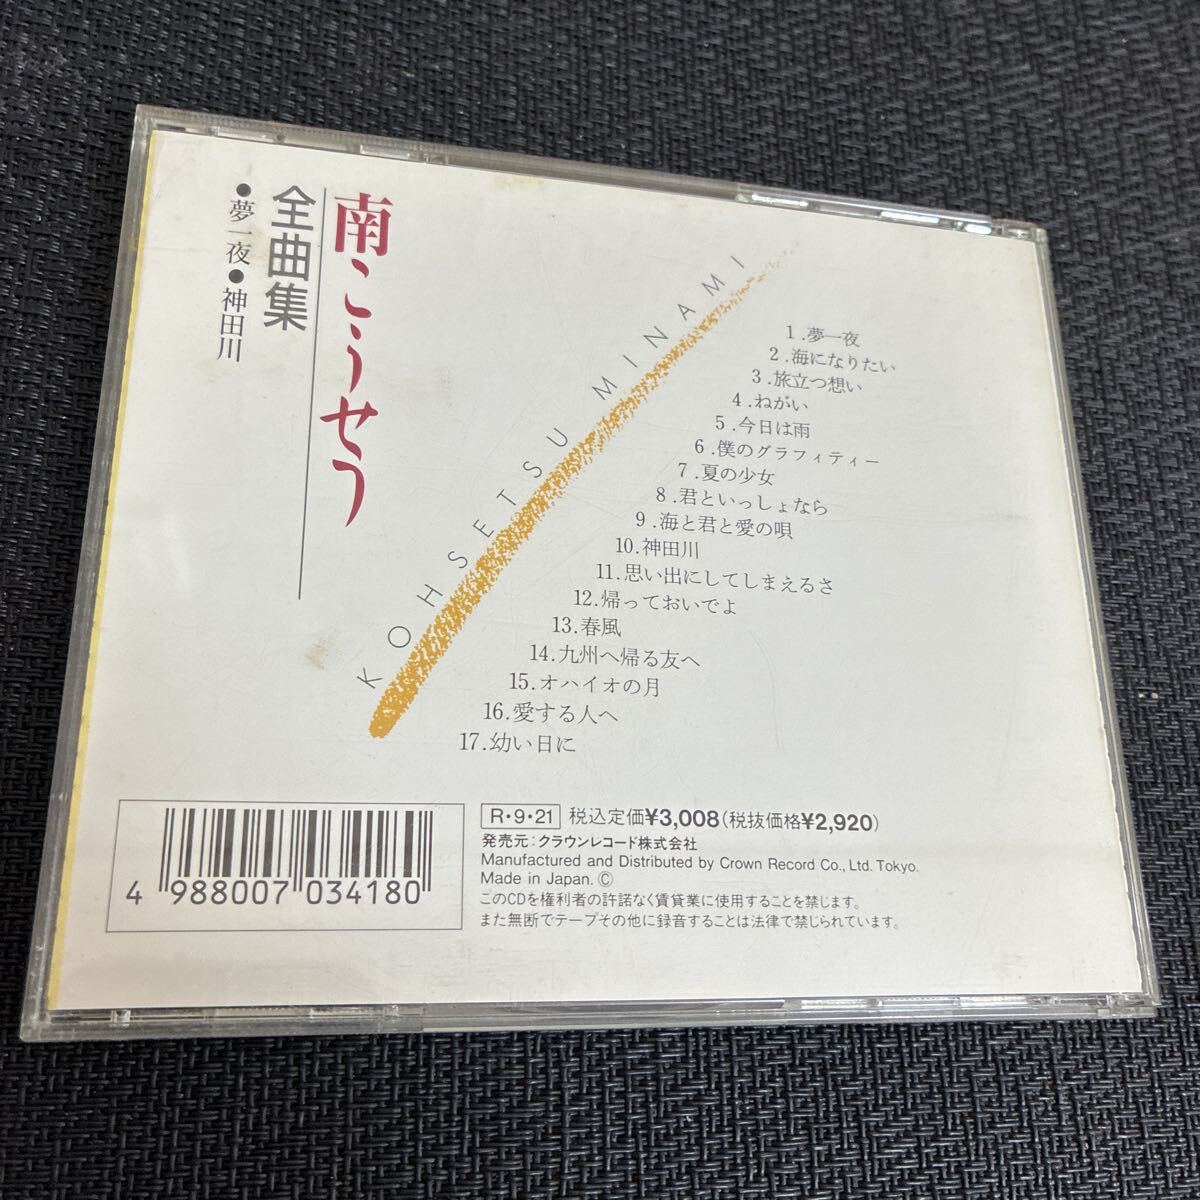 南こうせつ
全曲集
●夢一夜●神田川
KOHSETSU MINAMI
1.夢一夜
2.海になりたい
3.旅立つ想い
4.ねがい
5.今日は雨
6.僕のグラフィティー
7.夏の少女
8.君といっしょなら
9.海と君と愛の唄
10.神田川
11.思い出にしてしまえるさ
12.帰っておいでよ
13.春風
14.九州へ帰る友へ
15.オハイオの月
16.愛する人へ
17.幼い日に
4 988007 034180
R・9・21 税込定価¥3,008(税抜価格¥2,920)
発売元：クラウンレコード株式会社
Manufactured and Distributed by Crown Record Co., Ltd. Tokyo.
Made in Japan. Ⓒ
このCDを権利者の許諾なく賃貸業に使用することを禁じます。
また無断でテープその他に録音することは法律で禁じられています。